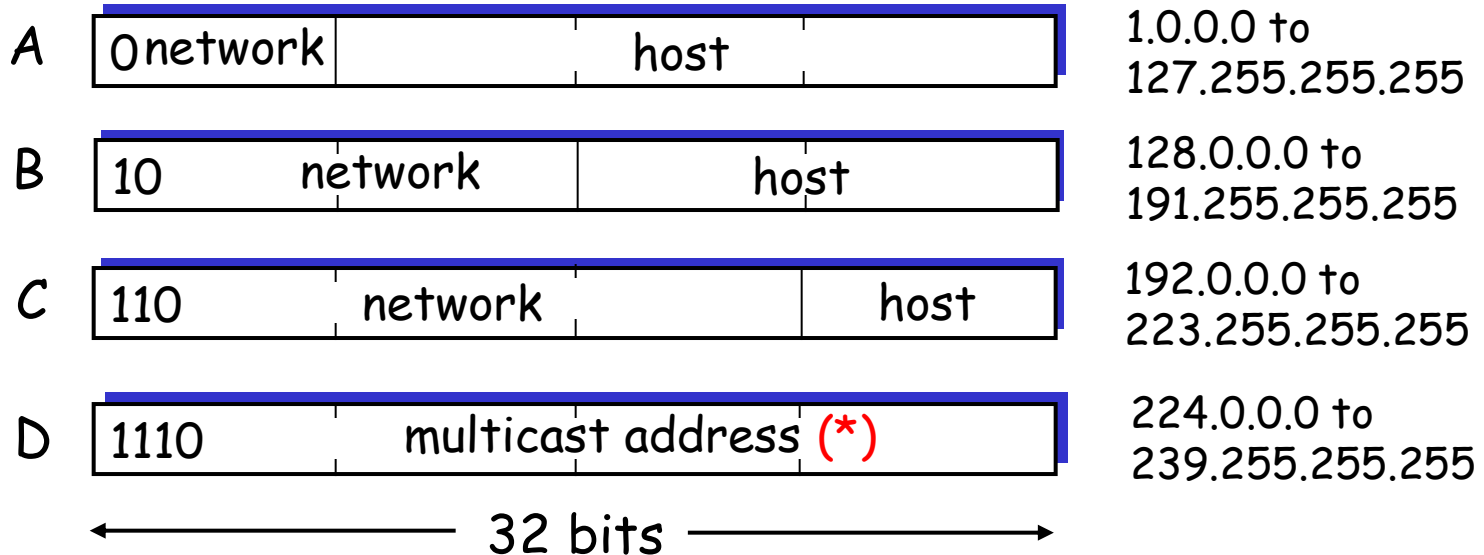 A 0 network host 1.0.0.0 to
127.255.255.255
B 10 network host 128.0.0.0 to
191.255.255.255
C 110 network host 192.0.0.0 to
223.255.255.255
D 1110 multicast address (*) 224.0.0.0 to
239.255.255.255
32 bits